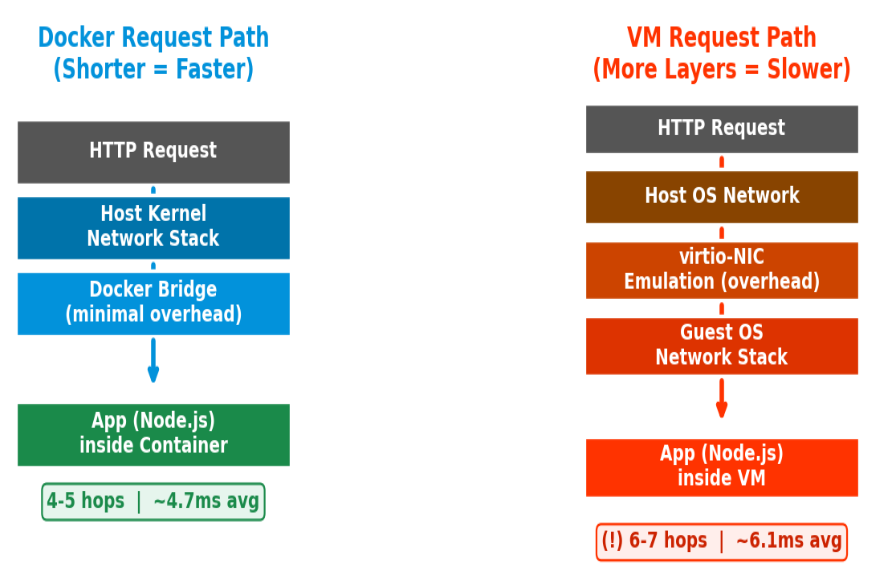 Docker Request Path
(Shorter = Faster)
HTTP Request
Host Kernel
Network Stack
Docker Bridge
(minimal overhead)
App (Node.js)
inside Container
4-5 hops | ~4.7ms avg
VM Request Path
(More Layers = Slower)
HTTP Request
Host OS Network
virtio-NIC
Emulation (overhead)
Guest OS
Network Stack
App (Node.js)
inside VM
(!) 6-7 hops | ~6.1ms avg